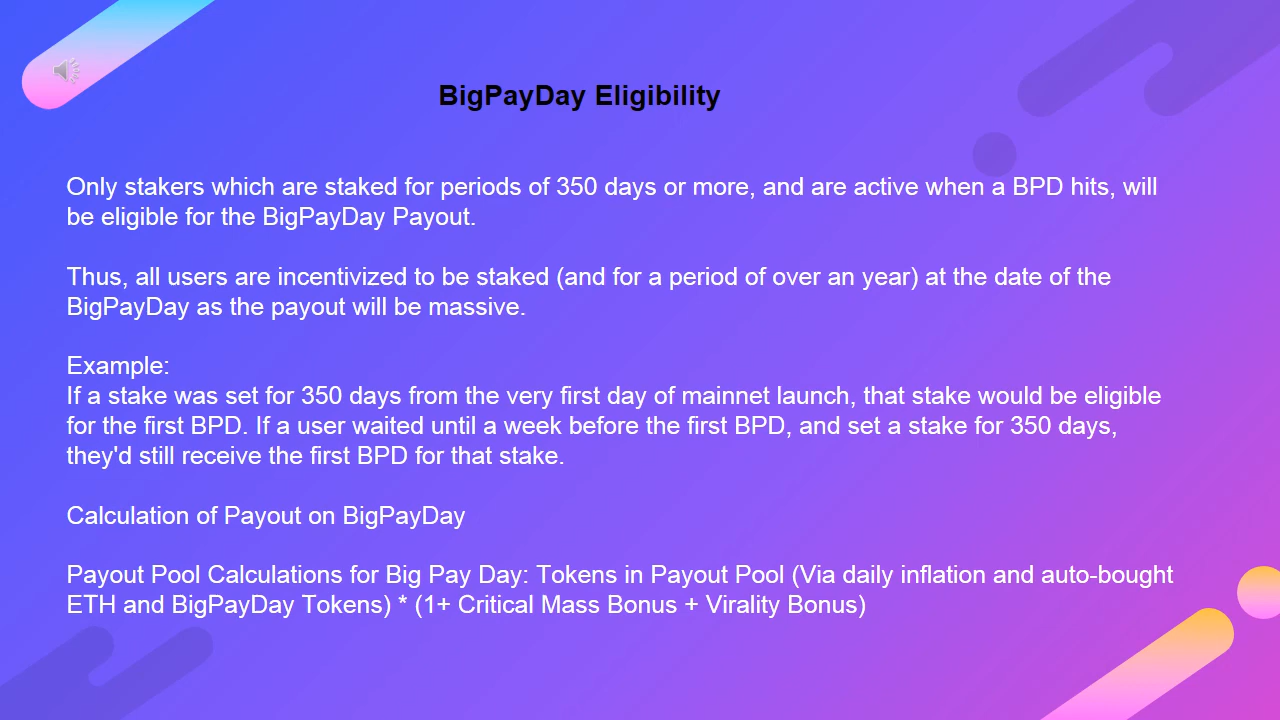 BigPayDay Eligibility
Only stakers which are staked for periods of 350 days or more, and are active when a BPD hits, will
be eligible for the BigPayDay Payout.
Thus, all users are incentivized to be staked (and for a period of over an year) at the date of the
BigPayDay as the payout will be massive.
Example:
If a stake was set for 350 days from the very first day of mainnet launch, that stake would be eligible
for the first BPD. If a user waited until a week before the first BPD, and set a stake for 350 days,
they'd still receive the first BPD for that stake.
Calculation of Payout on BigPayDay
Payout Pool Calculations for Big Pay Day: Tokens in Payout Pool (Via daily inflation and auto-bought
ETH and BigPayDay Tokens) * (1+ Critical Mass Bonus + Virality Bonus)